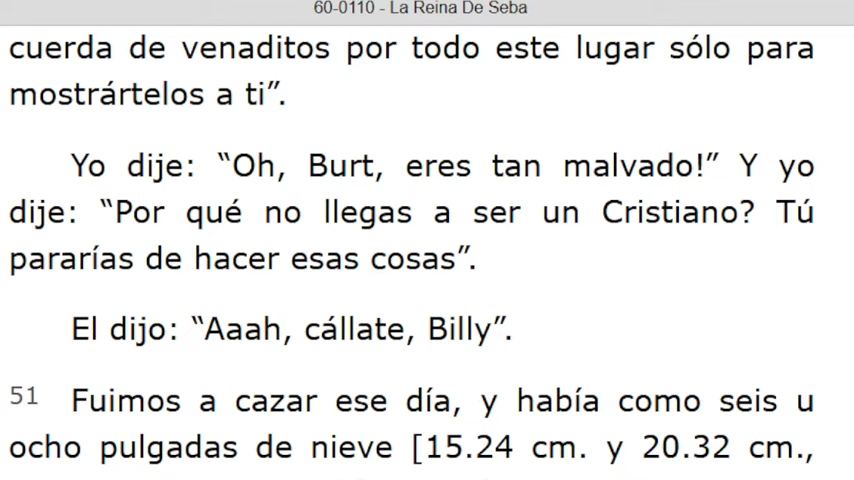 60-0110 - La Reina De Seba
cuerda de venaditos por todo este lugar sólo para
mostrártelos a ti”.
Yo dije: “Oh, Burt, eres tan malvado!” Y yo
dije: “Por qué no llegas a ser un Cristiano? Tú
pararías de hacer esas cosas”.
El dijo: “Aaah, cállate, Billy”.
51 Fuimos a cazar ese día, y había como seis u
ocho pulgadas de nieve [15.24 cm. y 20.32 cm.,